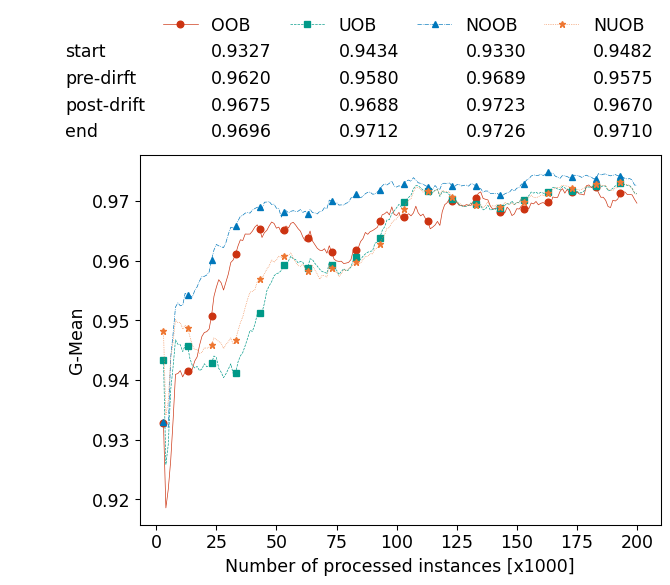 OOB UOB NOOB NUOB
start 0.9327 0.9434 0.9330 0.9482
pre-dirft 0.9620 0.9580 0.9689 0.9575
post-drift 0.9675 0.9688 0.9723 0.9670
end 0.9696 0.9712 0.9726 0.9710
0.97
0.96
0.95
0.94
0.93
0.92
G-Mean
0 25 50 75 100 125 150 175 200
Number of processed instances [x1000]